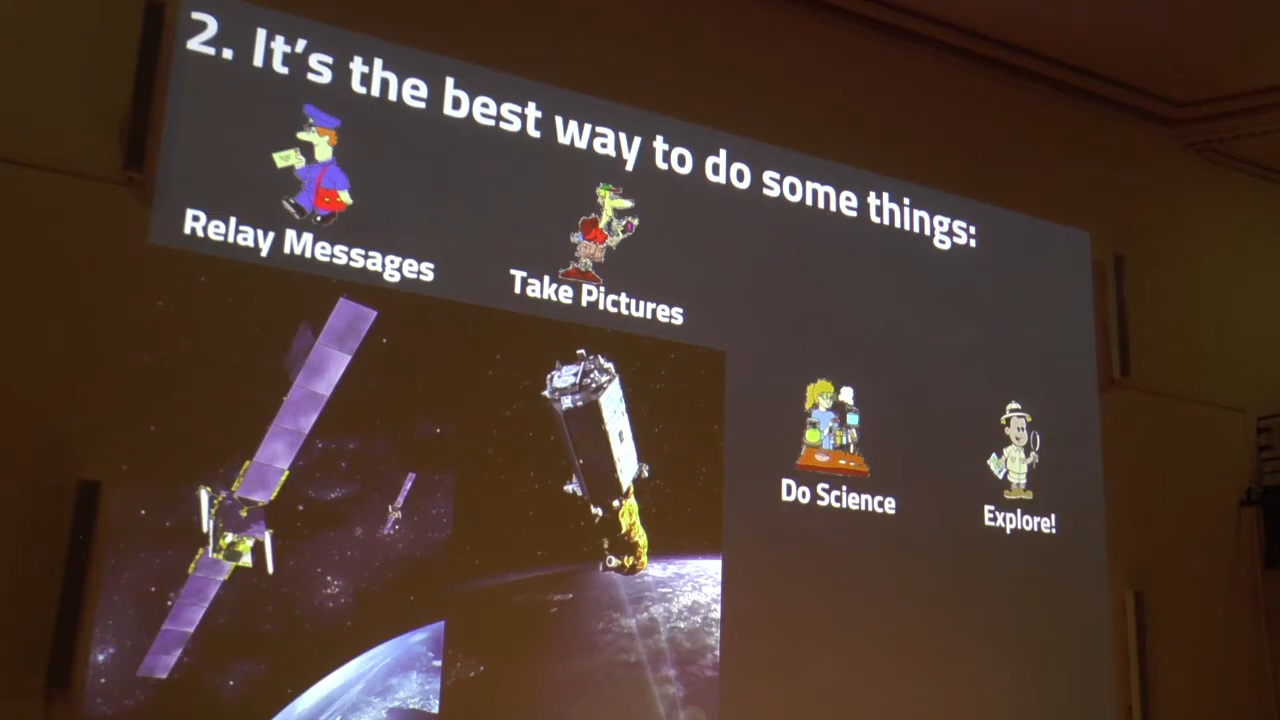 2. It's the best way to do some things:
Relay Messages
Take Pictures
Do Science
Explore!